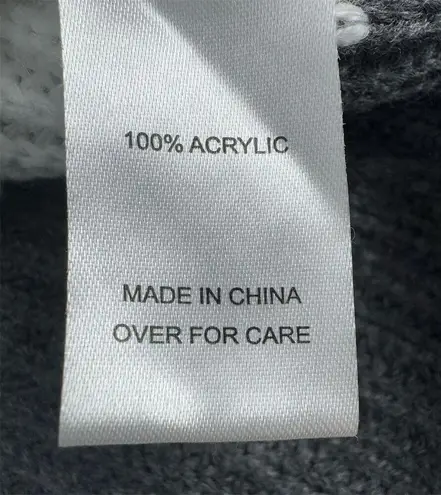 100% ACRYLIC
MADE IN CHINA
OVER FOR CARE